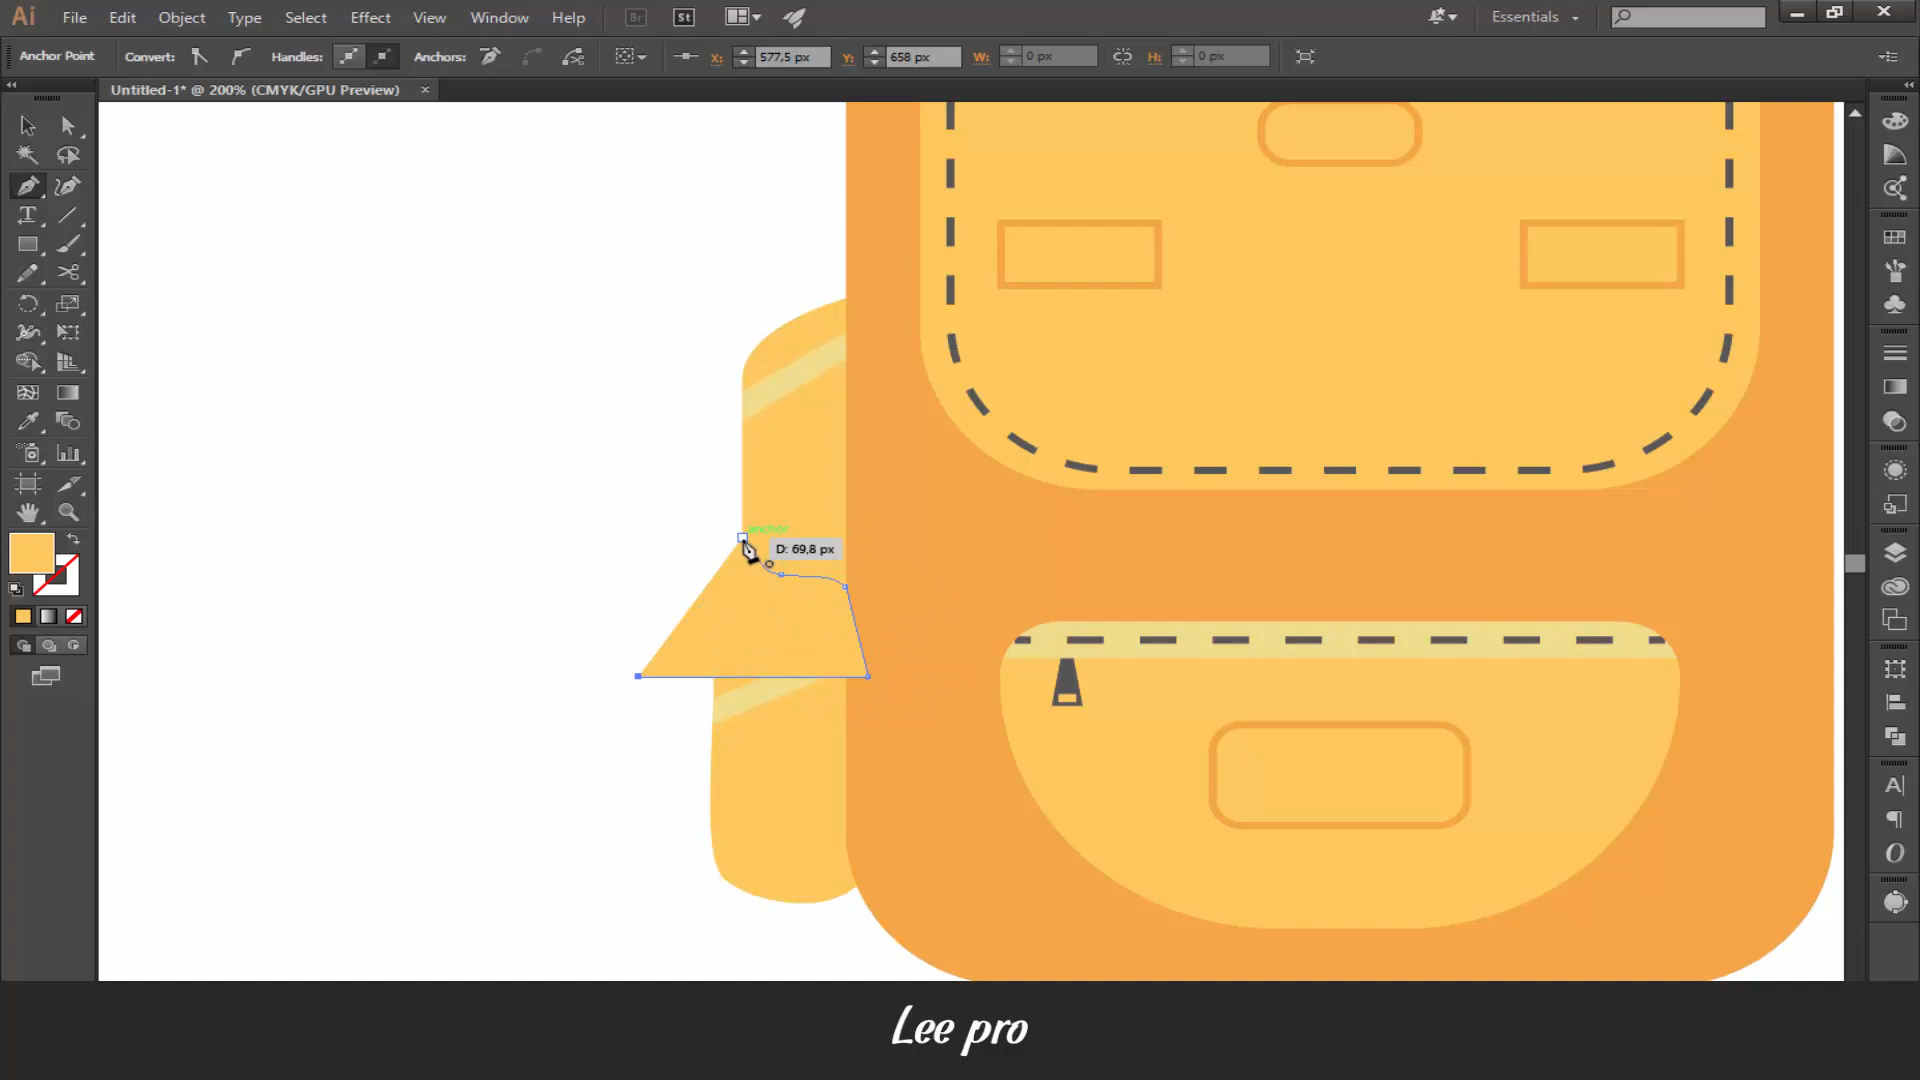 Ai File Edit Object Type Select Effect View Window Help Br St Essentials
Anchor Point Convert: Handles: Anchors: X: 577,5 px Y: 658 px W: 0 px H: 0 px
Untitled-1* @ 200% (CMYK/GPU Preview) ×
anchor
D: 69,8 px
Lee pro